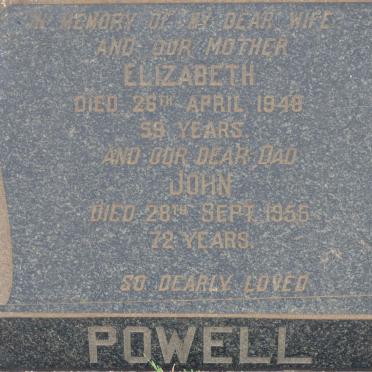 IN MEMORY OF MY DEAR WIFE
AND OUR MOTHER
ELIZABETH
DIED 26TH APRIL 1948
59 YEARS.
AND OUR DEAR DAD
JOHN
DIED 28TH SEPT. 1955
72 YEARS.
SO DEARLY LOVED
POWELL